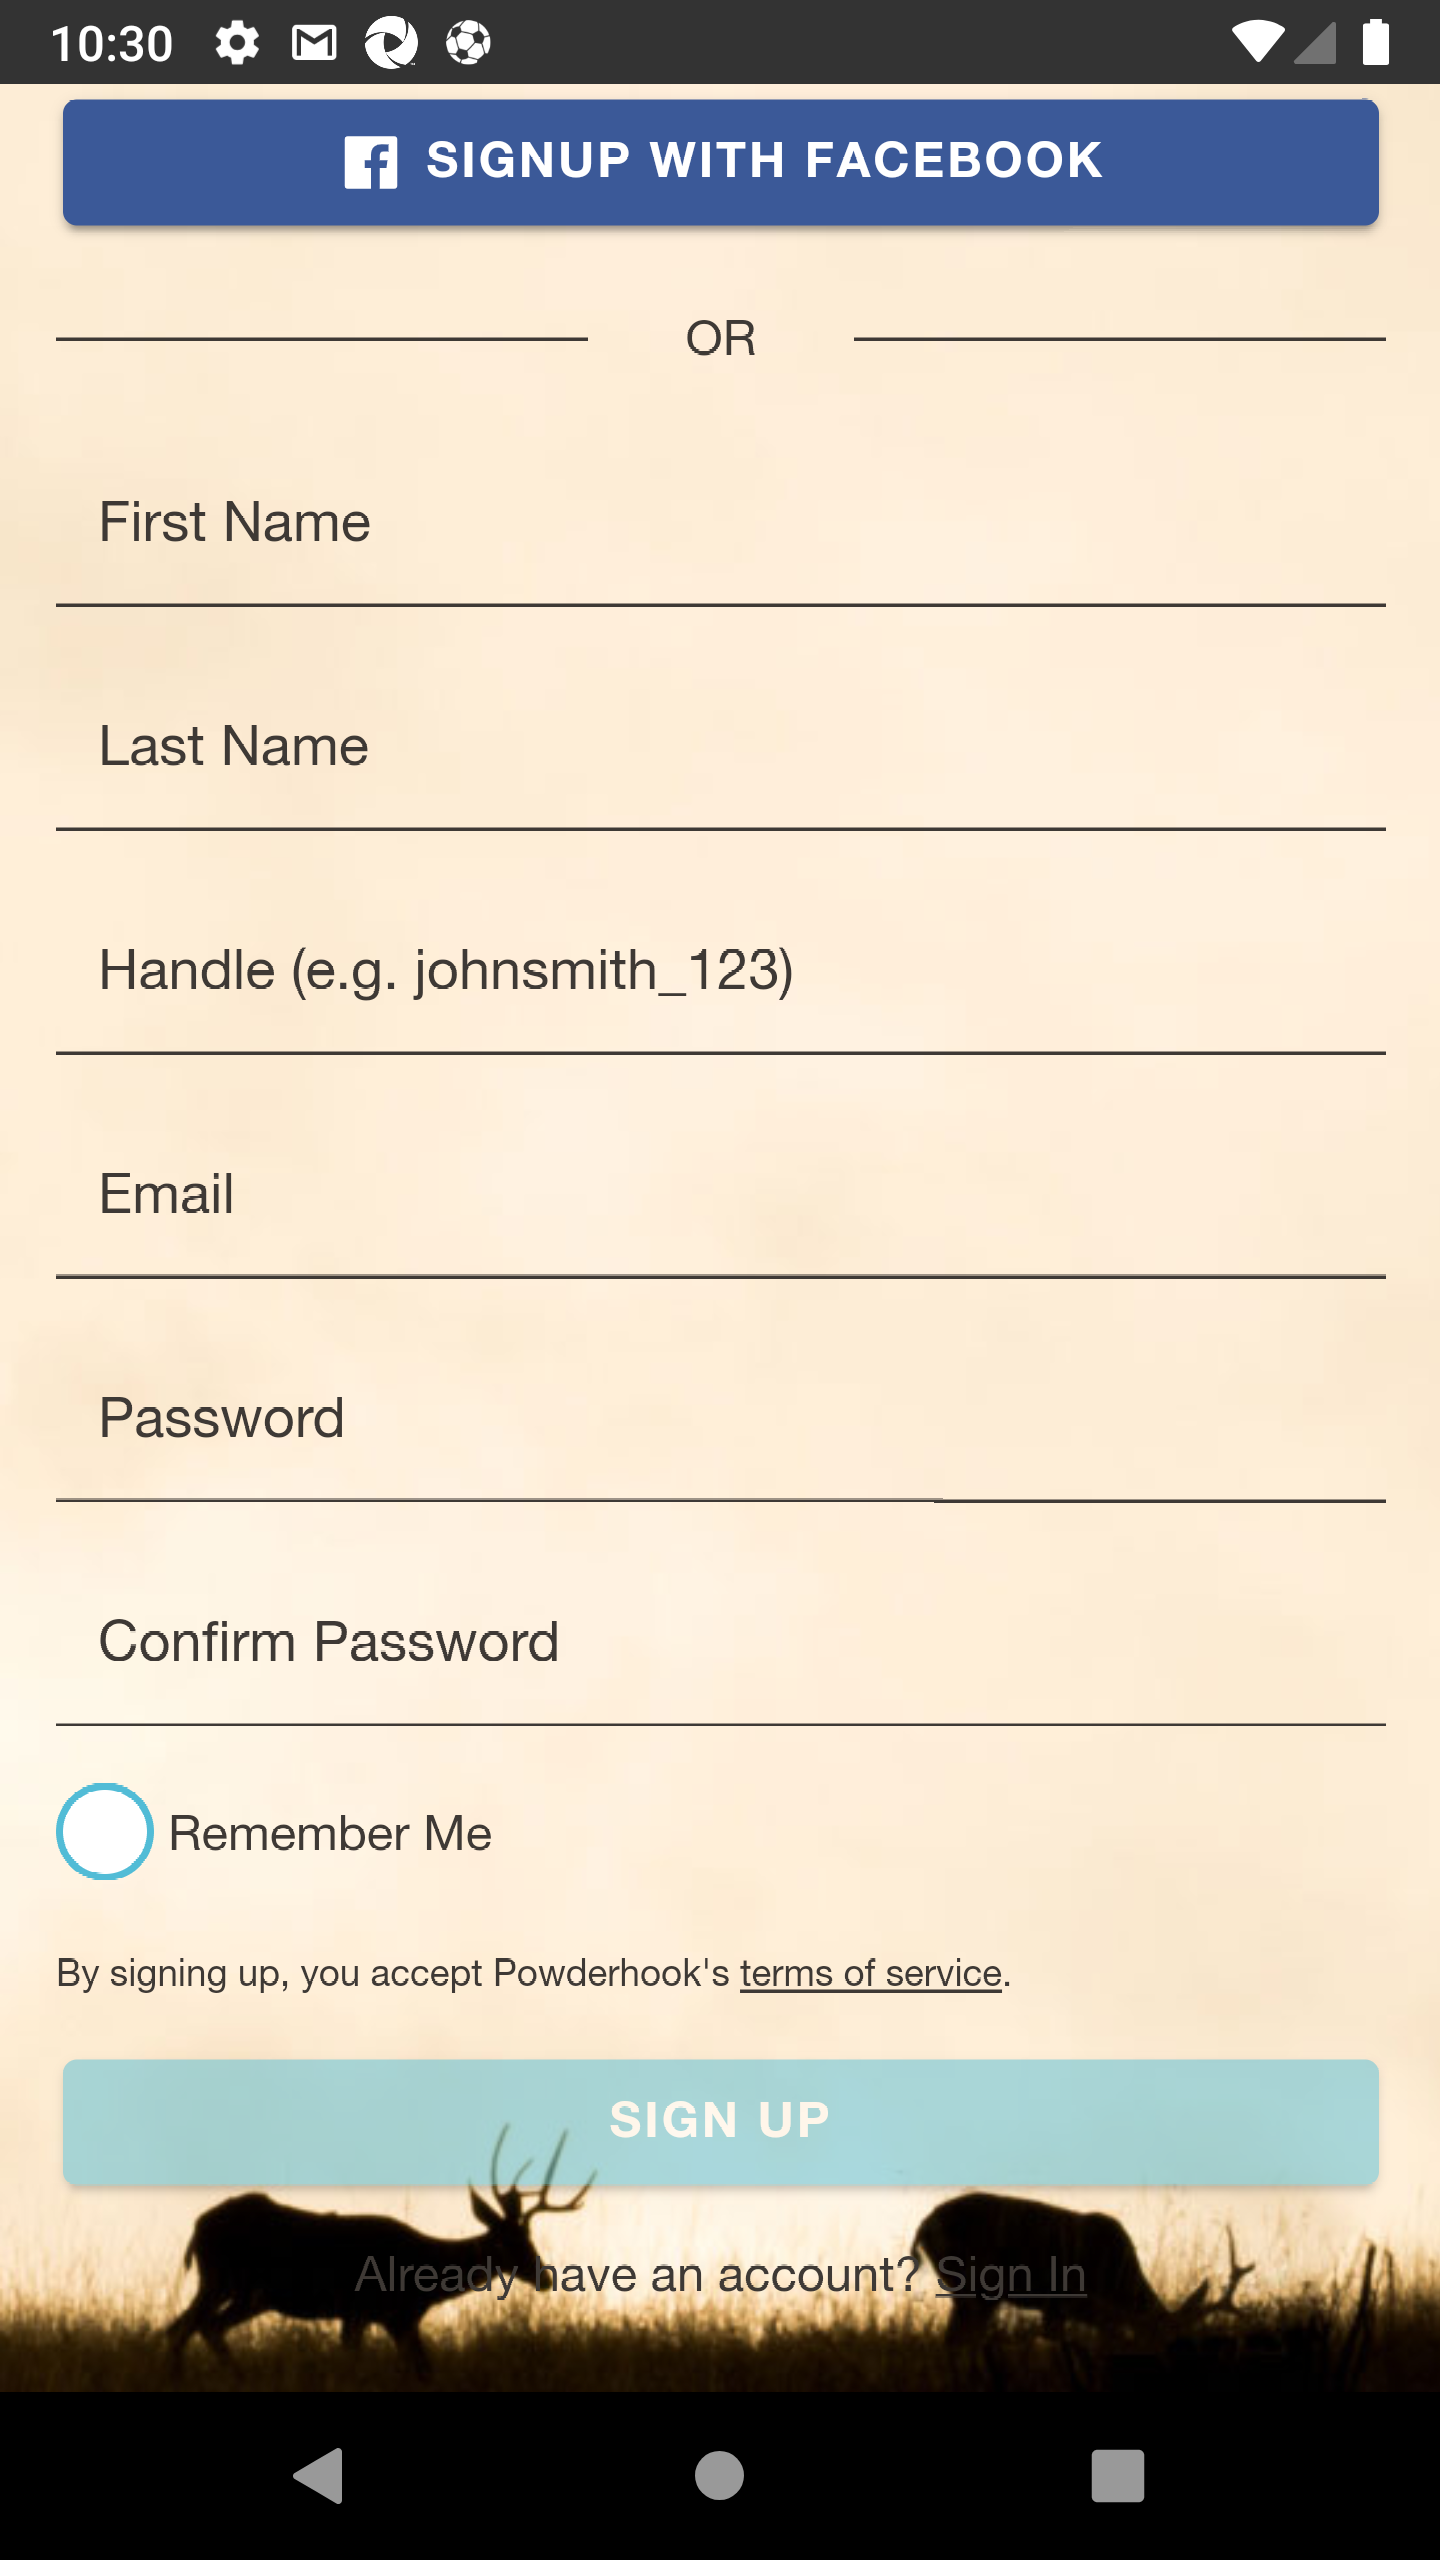 10:30
SIGNUP WITH FACEBOOK
OR
First Name
Last Name
Handle (e.g. johnsmith_123)
Email
Password
Confirm Password
Remember Me
By signing up, you accept Powderhook's terms of service.
SIGN UP
Already have an account? Sign In